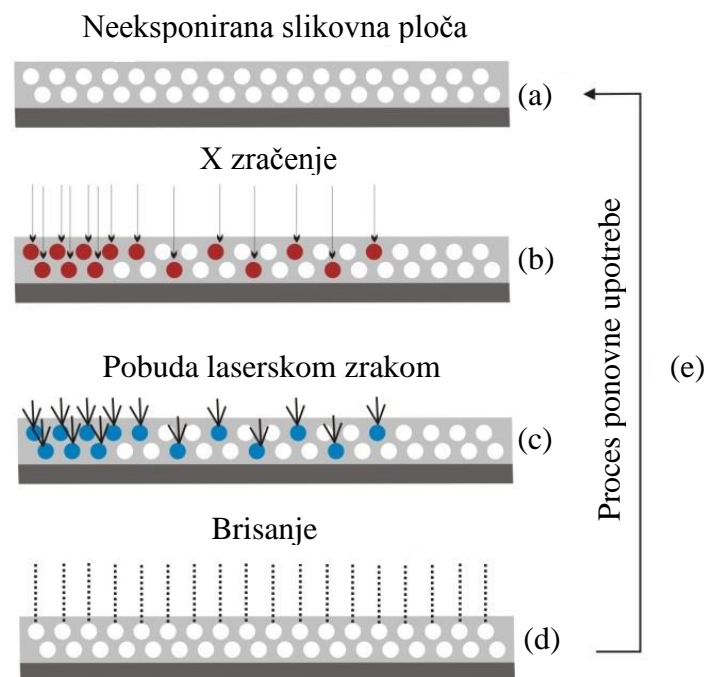 Neeksponirana slikovna ploča
(a)
X zračenje
(b)
Pobuda laserskom zrakom
(c)
Brisanje
(d)
Proces ponovne upotrebe
(e)